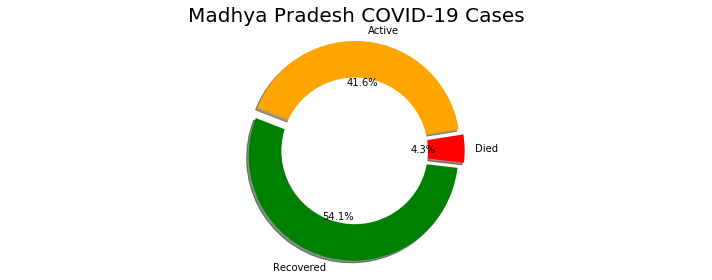 Madhya Pradesh COVID-19 Cases
Active
41.6%
4.3%
Died
54.1%
Recovered